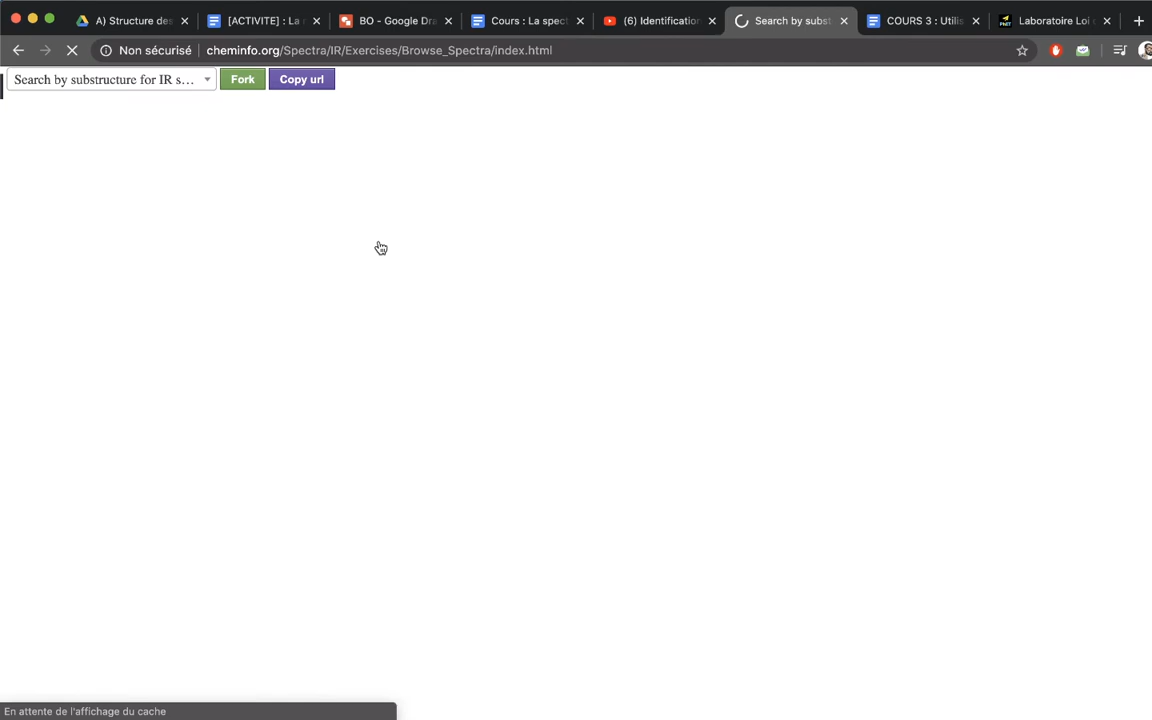 A) Structure des
[ACTIVITE] : La r
BO - Google Dra
Cours : La spect
(6) Identification
Search by subst
COURS 3 : Utilis
Laboratoire Loi
Non sécurisé
cheminfo.org/Spectra/IR/Exercises/Browse_Spectra/index.html
Search by substructure for IR s...
Fork
Copy url
En attente de l'affichage du cache